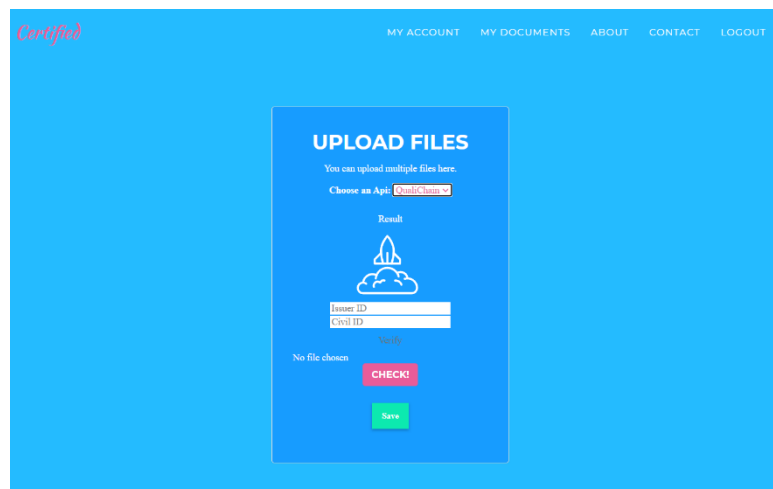 Certified
MY ACCOUNT MY DOCUMENTS ABOUT CONTACT LOGOUT
UPLOAD FILES
You can upload multiple files here.
Choose an Api: QualiChain
Result
Issuer ID
Civil ID
Verify
No file chosen
CHECK!
Save